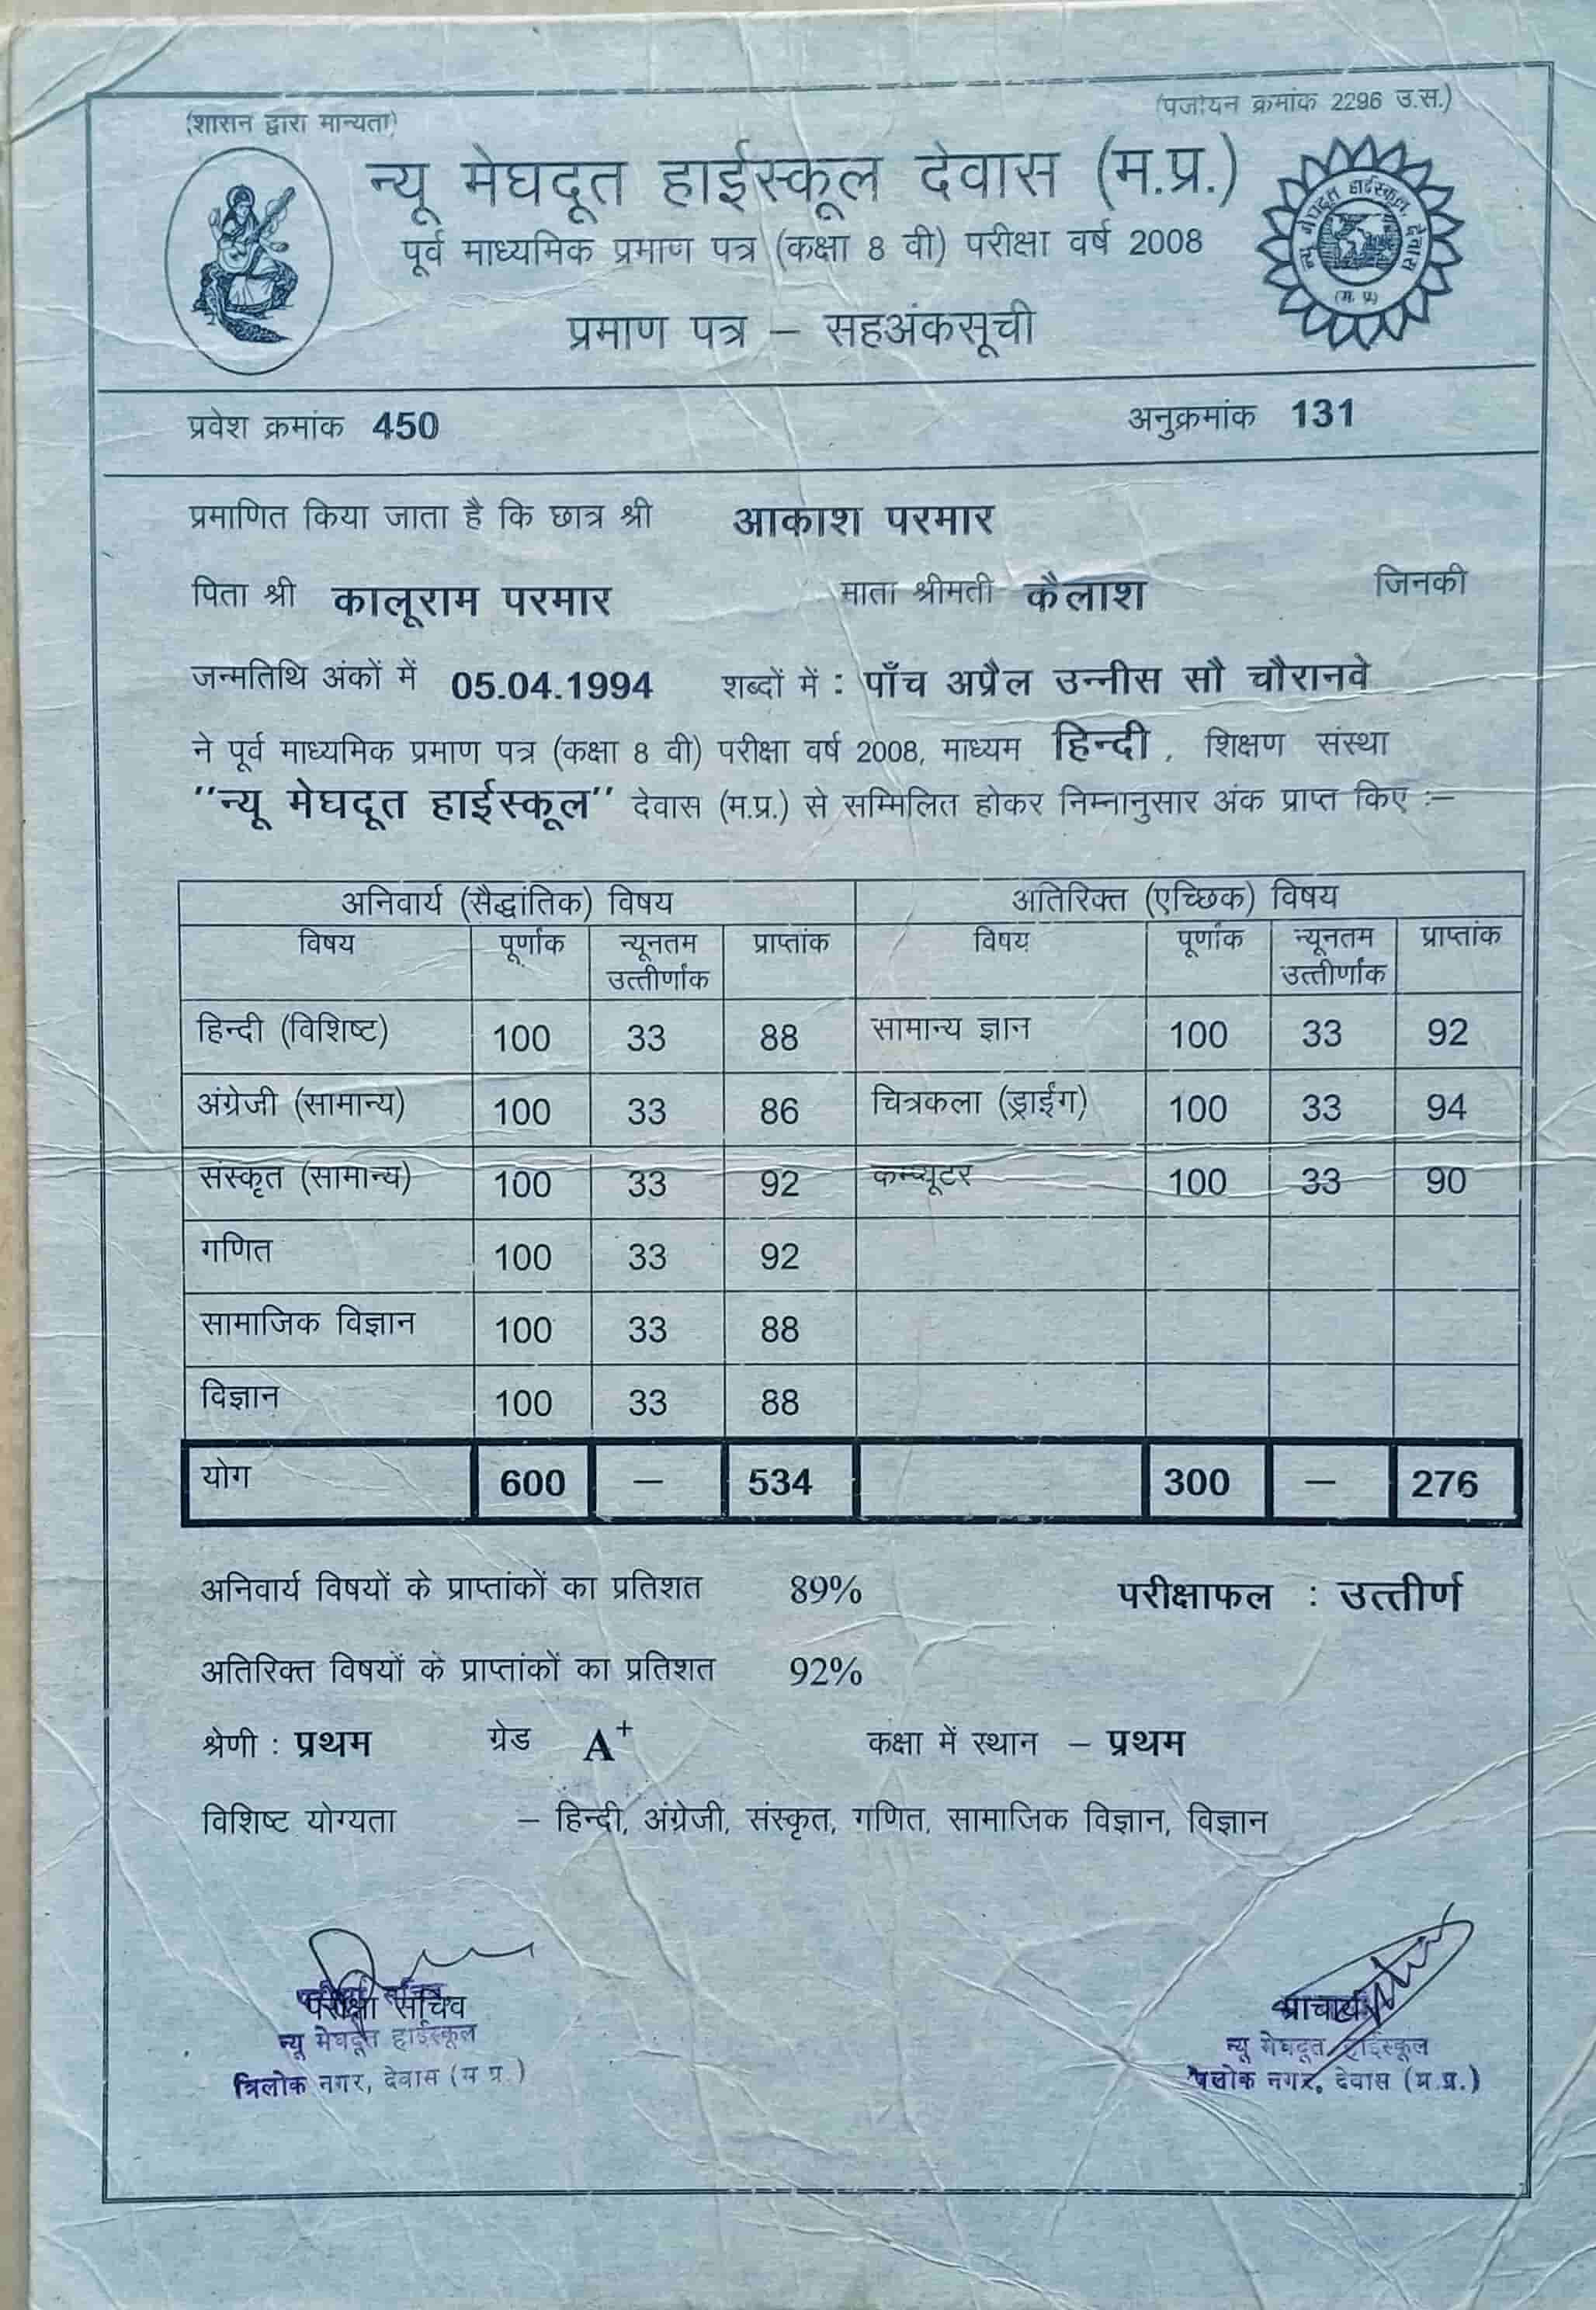 (शासन द्वारा मान्यता)
(पंजीयन क्रमांक 2296 उ.स.)
न्यू मेघदूत हाईस्कूल देवास (म.प्र.)
न्यू मेघदूत हाईस्कूल, देवास
(म. प्र.)
पूर्व माध्यमिक प्रमाण पत्र (कक्षा 8 वी) परीक्षा वर्ष 2008
प्रमाण पत्र – सहअंकसूची
प्रवेश क्रमांक 450 अनुक्रमांक 131
प्रमाणित किया जाता है कि छात्र श्री आकाश परमार
पिता श्री कालूराम परमार माता श्रीमती कैलाश जिनकी
जन्मतिथि अंकों में 05.04.1994 शब्दों में : पाँच अप्रैल उन्नीस सौ चौरानवे
ने पूर्व माध्यमिक प्रमाण पत्र (कक्षा 8 वी) परीक्षा वर्ष 2008, माध्यम हिन्दी , शिक्षण संस्था
"न्यू मेघदूत हाईस्कूल" देवास (म.प्र.) से सम्मिलित होकर निम्नानुसार अंक प्राप्त किए :–
अनिवार्य (सैद्धांतिक) विषय अतिरिक्त (एच्छिक) विषय
विषय पूर्णाक न्यूनतम उत्तीर्णाक प्राप्तांक विषय पूर्णाक न्यूनतम उत्तीर्णाक प्राप्तांक
हिन्दी (विशिष्ट) 100 33 88 सामान्य ज्ञान 100 33 92
अंग्रेजी (सामान्य) 100 33 86 चित्रकला (ड्राईंग) 100 33 94
संस्कृत (सामान्य) 100 33 92 कम्प्यूटर 100 33 90
गणित 100 33 92
सामाजिक विज्ञान 100 33 88
विज्ञान 100 33 88
योग 600 – 534 300 – 276
अनिवार्य विषयों के प्राप्तांकों का प्रतिशत 89% परीक्षाफल : उत्तीर्ण
अतिरिक्त विषयों के प्राप्तांकों का प्रतिशत 92%
श्रेणी : प्रथम ग्रेड A+ कक्षा में स्थान – प्रथम
विशिष्ट योग्यता – हिन्दी, अंग्रेजी, संस्कृत, गणित, सामाजिक विज्ञान, विज्ञान
परीक्षा सचिव प्राचार्य
न्यू मेघदूत हाईस्कूल न्यू मेघदूत हाईस्कूल
त्रिलोक नगर, देवास (म प्र.) नगर, देवास (म.प्र.)